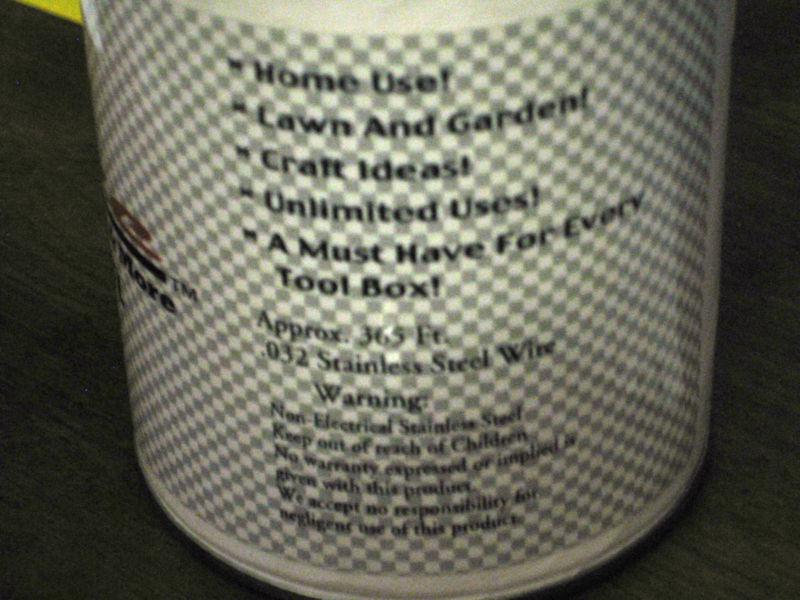 " Home Use!
" Lawn And Garden!
" Craft Ideas!
" Unlimited Uses!
" A Must Have For Every
Tool Box!
More™
Approx. 365 Ft.
.032 Stainless Steel Wire
Warning:
Non-Electrical Stainless Steel
Keep out of reach of Children
No warranty expressed or implied is
given with this product.
We accept no responsibility for
negligent use of this product.